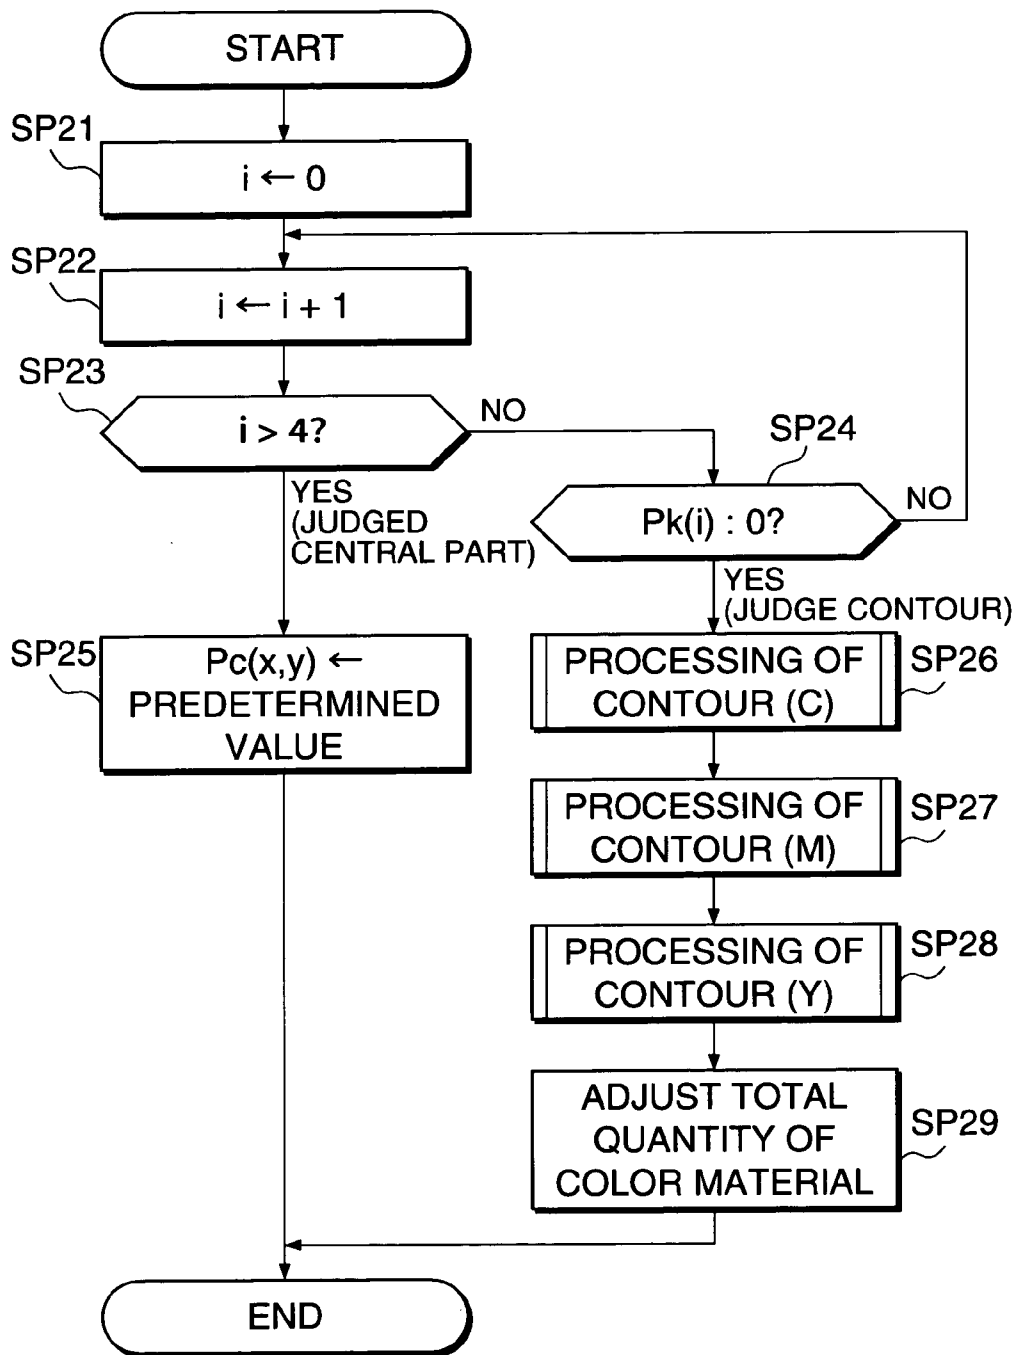 START
SP21
i ← 0
SP22
i ← i + 1
SP23
i > 4?
NO
SP24
YES
(JUDGED
CENTRAL PART)
Pk(i) : 0?
NO
YES
(JUDGE CONTOUR)
SP25
Pc(x,y) ←
PREDETERMINED
VALUE
PROCESSING OF
CONTOUR (C)
SP26
PROCESSING OF
CONTOUR (M)
SP27
PROCESSING OF
CONTOUR (Y)
SP28
ADJUST TOTAL
QUANTITY OF
COLOR MATERIAL
SP29
END